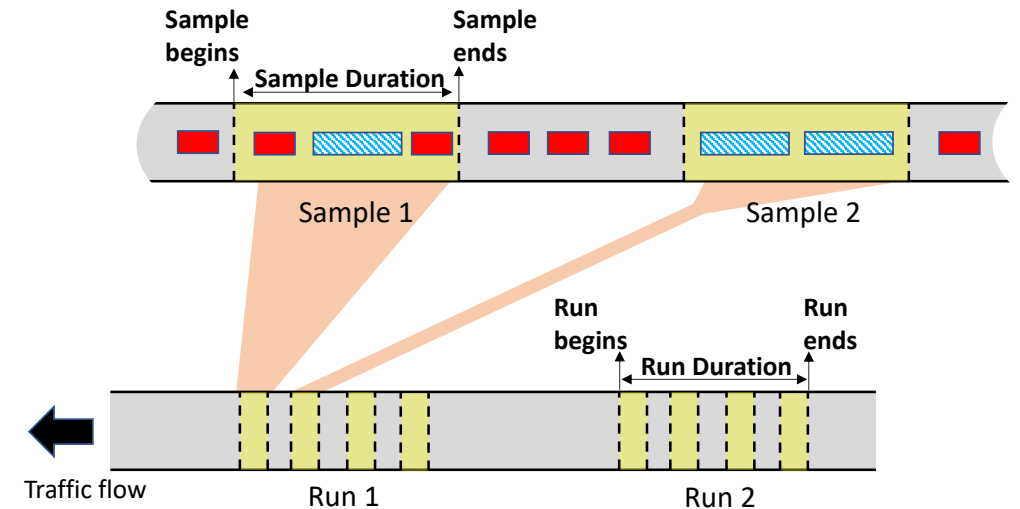 Sample
begins
Sample
ends
Sample Duration
Sample 1
Sample 2
Run
begins
Run
ends
Run Duration
Traffic flow
Run 1
Run 2